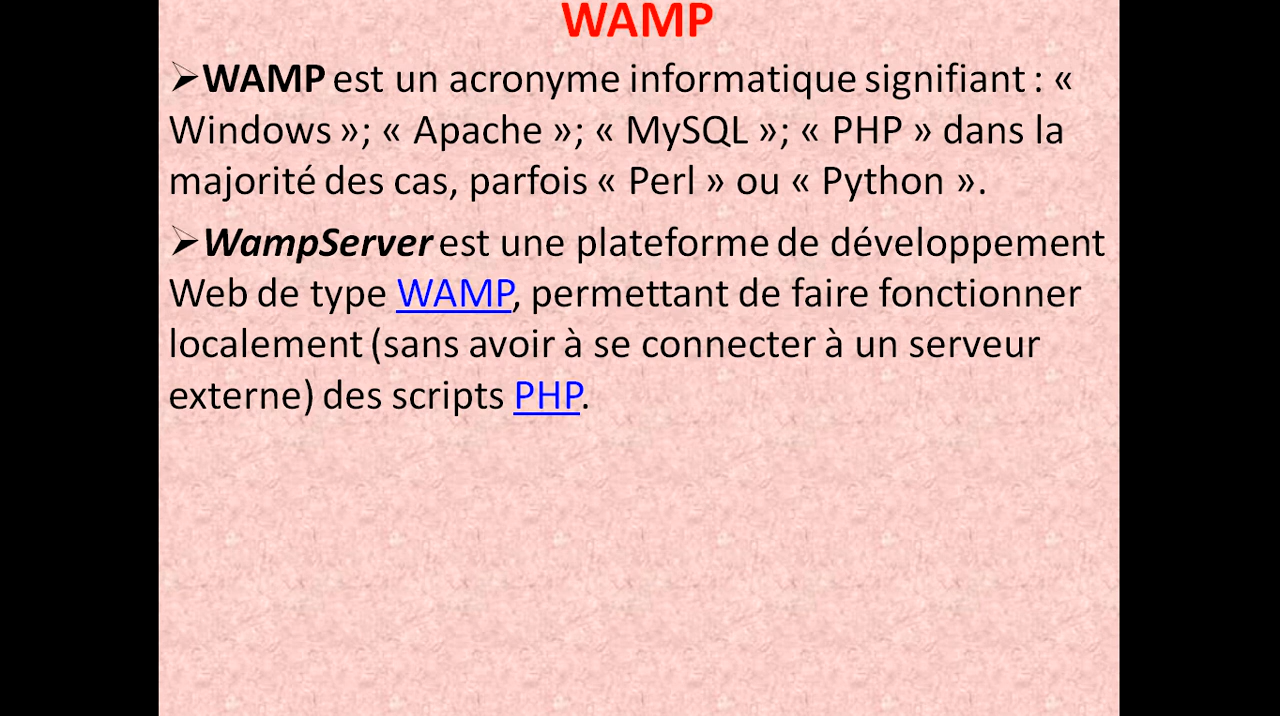 WAMP
➢WAMP est un acronyme informatique signifiant : «
Windows »; « Apache »; « MySQL »; « PHP » dans la
majorité des cas, parfois « Perl » ou « Python ».
➢WampServer est une plateforme de développement
Web de type WAMP, permettant de faire fonctionner
localement (sans avoir à se connecter à un serveur
externe) des scripts PHP.